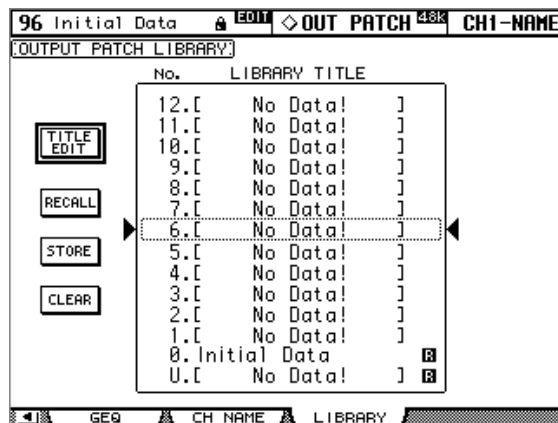 96 Initial Data EDIT ◇OUT PATCH 48K CH1-NAME
OUTPUT PATCH LIBRARY
No. LIBRARY TITLE
12.[ No Data! ]
11.[ No Data! ]
TITLE EDIT
10.[ No Data! ]
9.[ No Data! ]
8.[ No Data! ]
RECALL
7.[ No Data! ]
6.[ No Data! ]
STORE
5.[ No Data! ]
4.[ No Data! ]
CLEAR
3.[ No Data! ]
2.[ No Data! ]
1.[ No Data! ]
0.Initial Data R
U.[ No Data! ] R
GEQ CH NAME LIBRARY